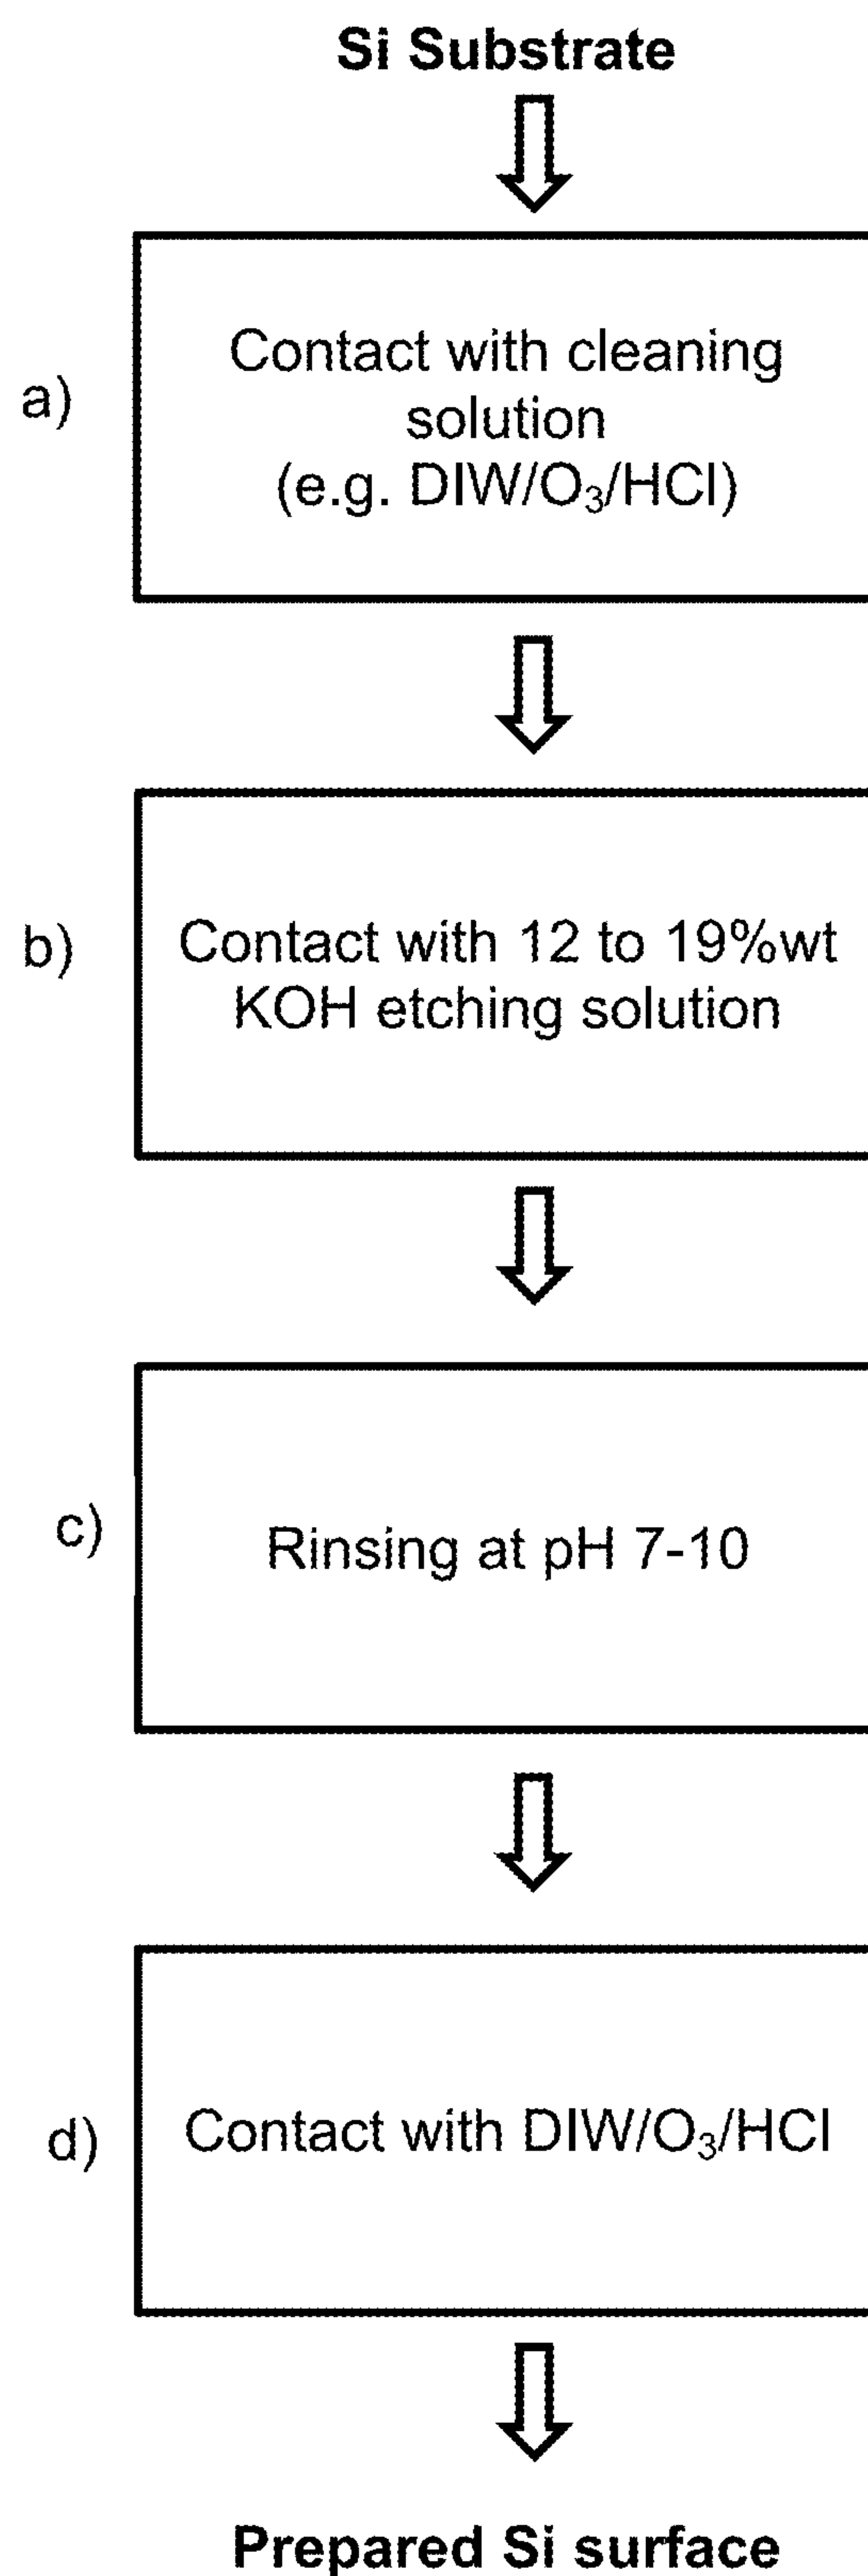 Si Substrate
a)
Contact with cleaning
solution
(e.g. DIW/O₃/HCl)
b)
Contact with 12 to 19%wt
KOH etching solution
c)
Rinsing at pH 7-10
d)
Contact with DIW/O₃/HCl
Prepared Si surface